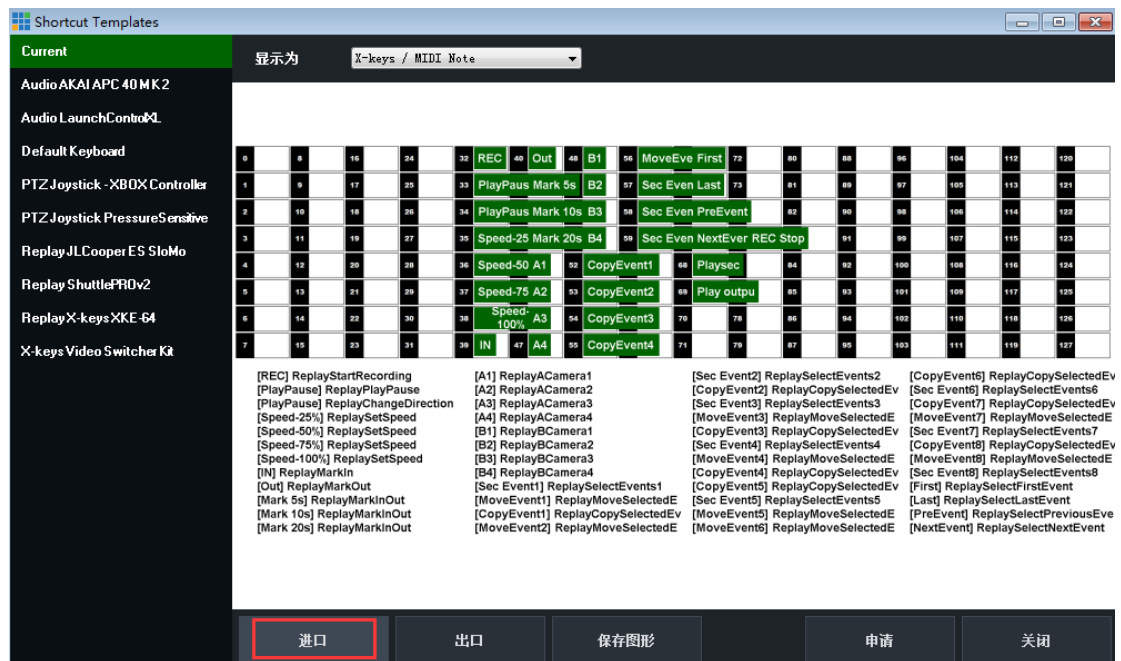 Shortcut Templates
Current
Audio AKAI APC 40 MK2
Audio LaunchControlXL
Default Keyboard
PTZ Joystick - XBOX Controller
PTZ Joystick PressureSensitive
Replay JLCooper ES SloMo
Replay ShuttlePROv2
Replay X-keys XKE-64
X-keys Video Switcher Kit
显示为 X-keys / MIDI Note
0 8 16 24 32 REC 40 Out 48 B1 56 MoveEve First 72 80 88 96 104 112 120
1 9 17 25 33 PlayPaus Mark 5s B2 57 Sec Even Last 73 81 89 97 105 113 121
2 10 18 26 34 PlayPaus Mark 10s B3 58 Sec Even PreEvent 82 90 98 106 114 122
3 11 19 27 35 Speed-25 Mark 20s B4 59 Sec Even NextEver REC Stop 91 99 107 115 123
4 12 20 28 36 Speed-50 A1 52 CopyEvent1 68 Playsec 84 92 100 108 116 124
5 13 21 29 37 Speed-75 A2 53 CopyEvent2 69 Play outpu 85 93 101 109 117 125
6 14 22 30 38 Speed-100% A3 54 CopyEvent3 70 78 86 94 102 110 118 126
7 15 23 31 39 IN 47 A4 55 CopyEvent4 71 79 87 95 103 111 119 127
[REC] ReplayStartRecording
[PlayPause] ReplayPlayPause
[PlayPause] ReplayChangeDirection
[Speed-25%] ReplaySetSpeed
[Speed-50%] ReplaySetSpeed
[Speed-75%] ReplaySetSpeed
[Speed-100%] ReplaySetSpeed
[IN] ReplayMarkIn
[Out] ReplayMarkOut
[Mark 5s] ReplayMarkInOut
[Mark 10s] ReplayMarkInOut
[Mark 20s] ReplayMarkInOut
[A1] ReplayACamera1
[A2] ReplayACamera2
[A3] ReplayACamera3
[A4] ReplayACamera4
[B1] ReplayBCamera1
[B2] ReplayBCamera2
[B3] ReplayBCamera3
[B4] ReplayBCamera4
[Sec Event1] ReplaySelectEvents1
[MoveEvent1] ReplayMoveSelectedE
[CopyEvent1] ReplayCopySelectedEv
[MoveEvent2] ReplayMoveSelectedE
[Sec Event2] ReplaySelectEvents2
[CopyEvent2] ReplayCopySelectedEv
[Sec Event3] ReplaySelectEvents3
[MoveEvent3] ReplayMoveSelectedE
[CopyEvent3] ReplayCopySelectedEv
[Sec Event4] ReplaySelectEvents4
[MoveEvent4] ReplayMoveSelectedE
[CopyEvent4] ReplayCopySelectedEv
[CopyEvent5] ReplayCopySelectedEv
[Sec Event5] ReplaySelectEvents5
[MoveEvent5] ReplayMoveSelectedE
[MoveEvent6] ReplayMoveSelectedE
[CopyEvent6] ReplayCopySelectedEv
[Sec Event6] ReplaySelectEvents6
[CopyEvent7] ReplayCopySelectedEv
[MoveEvent7] ReplayMoveSelectedE
[Sec Event7] ReplaySelectEvents7
[CopyEvent8] ReplayCopySelectedEv
[MoveEvent8] ReplayMoveSelectedE
[Sec Event8] ReplaySelectEvents8
[First] ReplaySelectFirstEvent
[Last] ReplaySelectLastEvent
[PreEvent] ReplaySelectPreviousEve
[NextEvent] ReplaySelectNextEvent
进口 出口 保存图形 申请 关闭